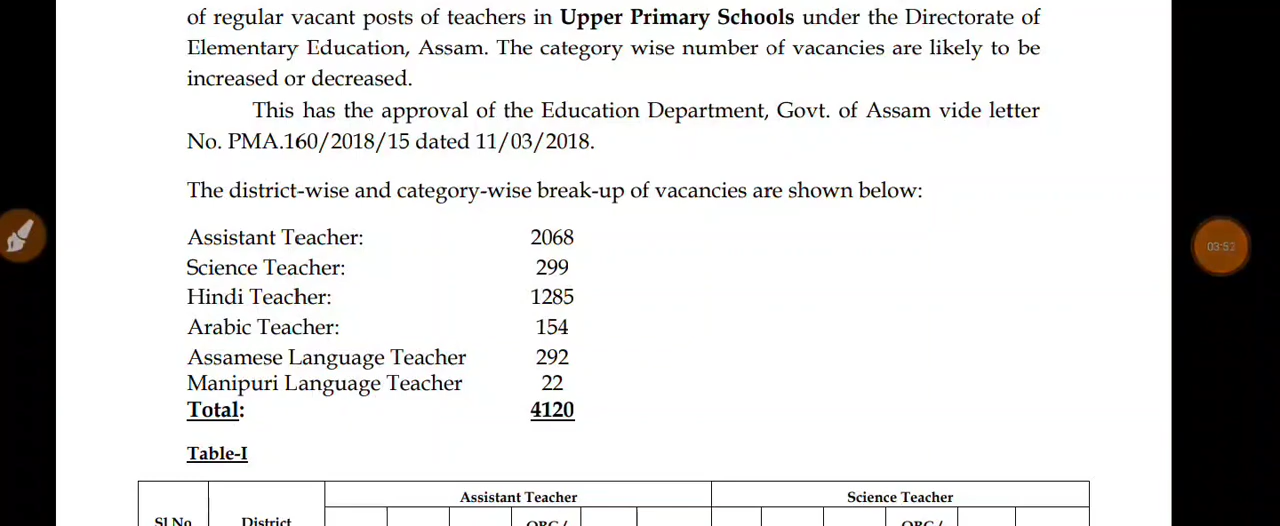 of regular vacant posts of teachers in Upper Primary Schools under the Directorate of
Elementary Education, Assam. The category wise number of vacancies are likely to be
increased or decreased.
This has the approval of the Education Department, Govt. of Assam vide letter
No. PMA.160/2018/15 dated 11/03/2018.
The district-wise and category-wise break-up of vacancies are shown below:
Assistant Teacher: 2068
Science Teacher: 299
Hindi Teacher: 1285
Arabic Teacher: 154
Assamese Language Teacher 292
Manipuri Language Teacher 22
Total: 4120
Table-I
Assistant Teacher Science Teacher
Sl No District OBC/ OBC/